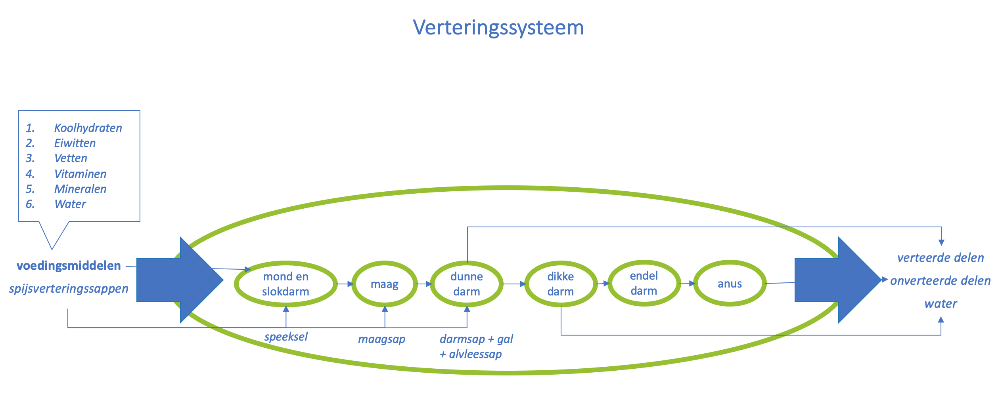 Verteringssysteem
1. Koolhydraten
2. Eiwitten
3. Vetten
4. Vitaminen
5. Mineralen
6. Water
voedingsmiddelen
spijsverteringssappen
mond en
slokdarm
maag
dunne
darm
dikke
darm
endel
darm
anus
speeksel
maagsap
darmsap + gal
+ alvleessap
verteerde delen
onverteerde delen
water